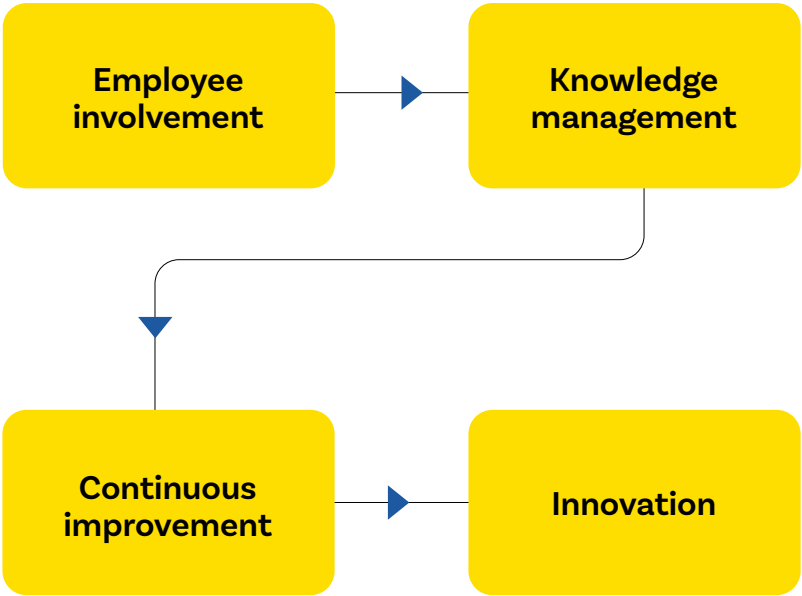 Employee
involvement
Knowledge
management
Continuous
improvement
Innovation